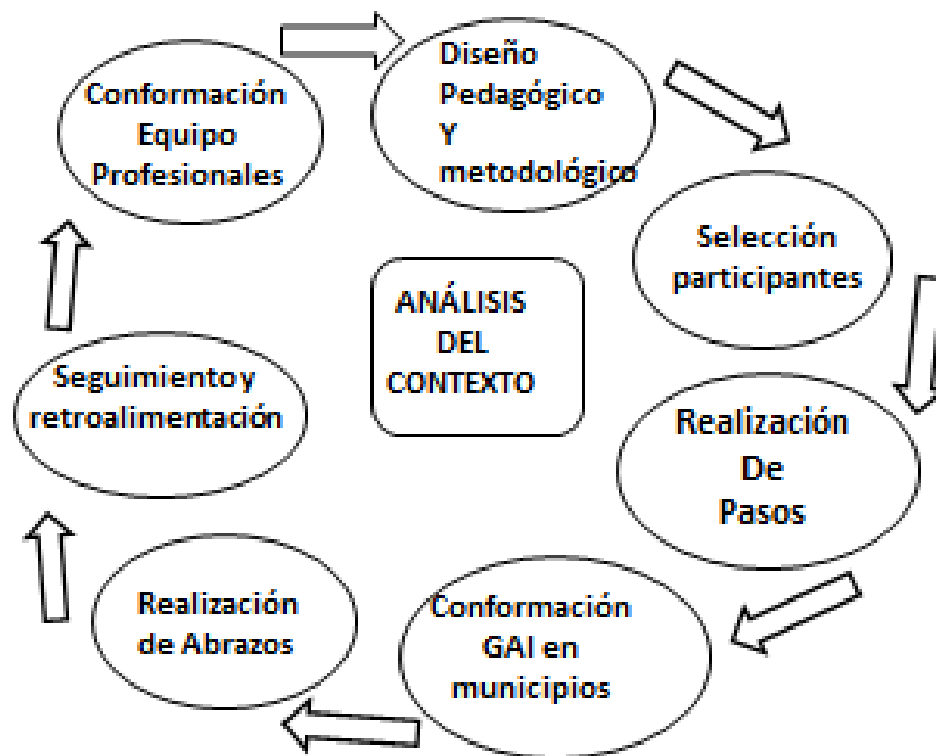 Conformación
Equipo
Profesionales
Diseño
Pedagógico
Y
metodológico
Selección
participantes
Realización
De
Pasos
Conformación
GAI en
municipios
Realización
de Abrazos
Seguimiento y
retroalimentación
ANÁLISIS
DEL
CONTEXTO